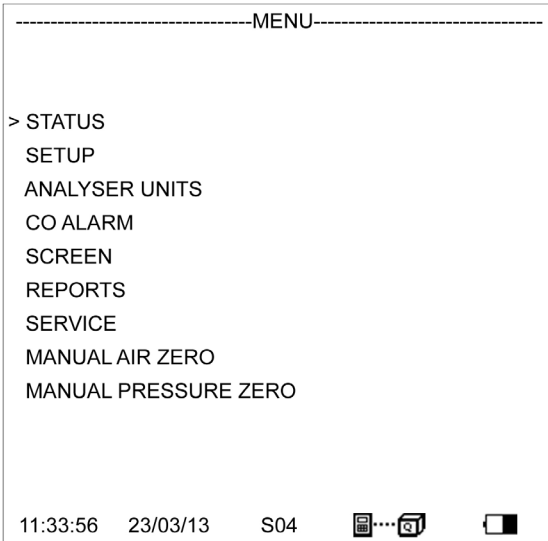 ----------------------------------MENU---------------------------------
> STATUS
SETUP
ANALYSER UNITS
CO ALARM
SCREEN
REPORTS
SERVICE
MANUAL AIR ZERO
MANUAL PRESSURE ZERO
11:33:56 23/03/13 S04